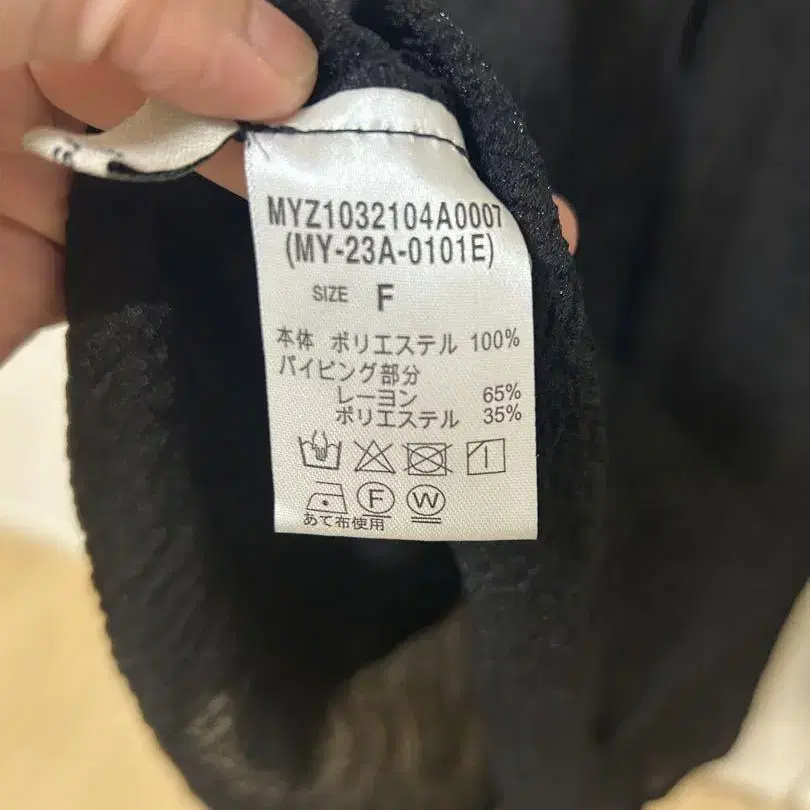 MYZ1032104A0007
(MY-23A-0101E)
SIZE F
本体 ポリエステル 100%
パイピング部分
レーヨン 65%
ポリエステル 35%
F W
あて布使用